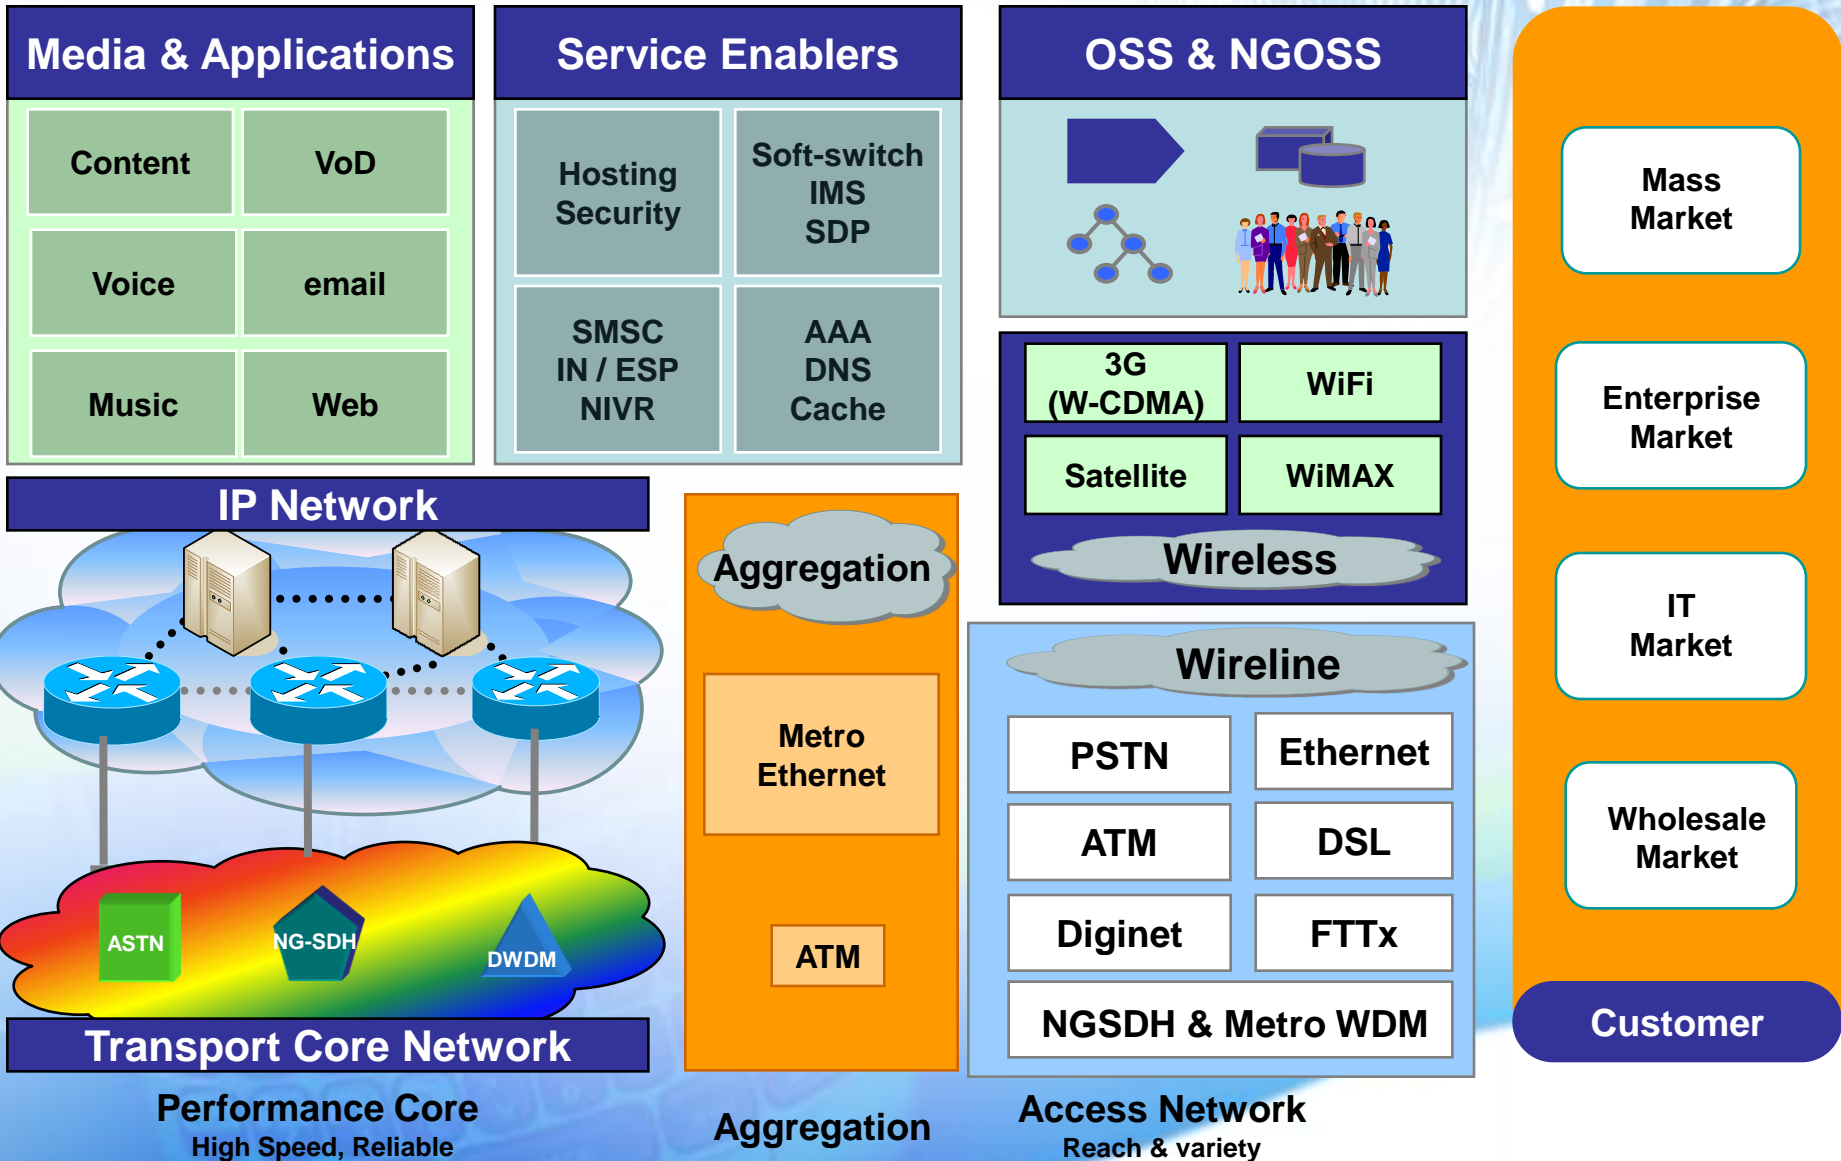 Media & Applications
Content
VoD
Voice
email
Music
Web
Service Enablers
Hosting
Security
Soft-switch
IMS
SDP
SMSC
IN / ESP
NIVR
AAA
DNS
Cache
OSS & NGOSS
3G
(W-CDMA)
WiFi
Satellite
WiMAX
Wireless
IP Network
ASTN
NG-SDH
DWDM
Transport Core Network
Performance Core
High Speed, Reliable
Aggregation
Metro
Ethernet
ATM
Aggregation
Wireline
PSTN
Ethernet
ATM
DSL
Diginet
FTTx
NGSDH & Metro WDM
Access Network
Reach & variety
Mass
Market
Enterprise
Market
IT
Market
Wholesale
Market
Customer